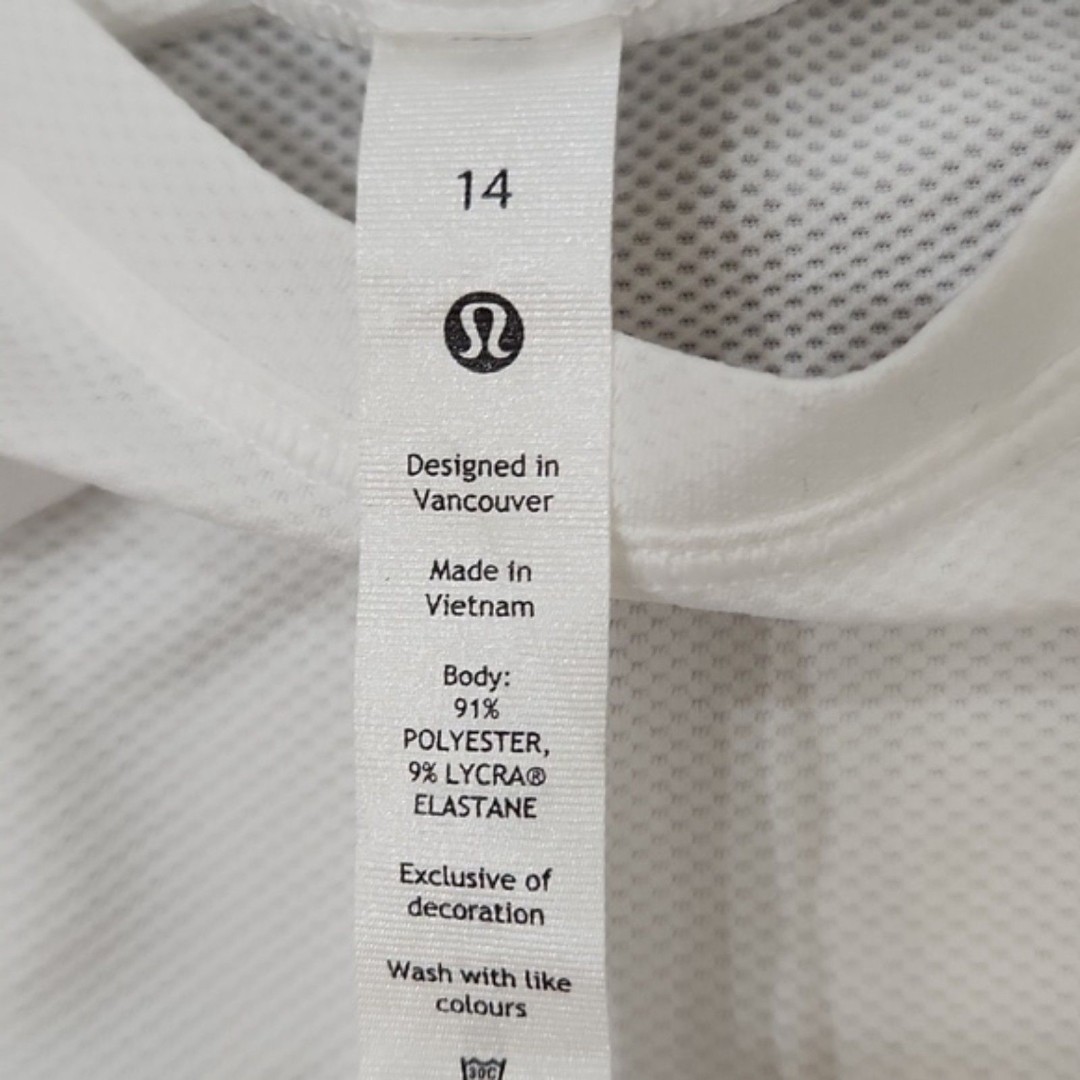 14
Designed in
Vancouver
Made in
Vietnam
Body:
91%
POLYESTER,
9% LYCRA®
ELASTANE
Exclusive of
decoration
Wash with like
colours
30C